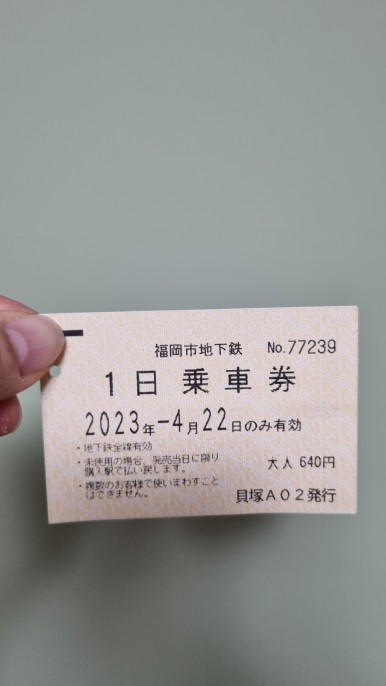 福岡市地下鉄 No.77239
1日乗車券
2023年-4月22日のみ有効
・地下鉄全線有効
・未使用の場合、発売当日に限り
購入駅で払い戻します。
大人 640円
・複数のお客様で使いまわすこと
はできません。
貝塚A02発行